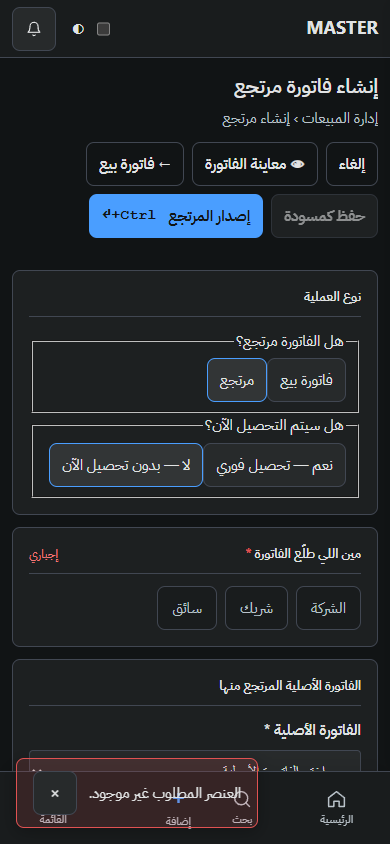 MASTER
إنشاء فاتورة مرتجع
إدارة المبيعات › إنشاء مرتجع
إلغاء
معاينة الفاتورة
← فاتورة بيع
حفظ كمسودة
إصدار المرتجع Ctrl+↵
نوع العملية
هل الفاتورة مرتجع؟
فاتورة بيع
مرتجع
هل سيتم التحصيل الآن؟
نعم — تحصيل فوري
لا — بدون تحصيل الآن
مين اللي طلّع الفاتورة *
إجباري
الشركة
شريك
سائق
الفاتورة الأصلية المرتجع منها
الفاتورة الأصلية *
العنصر المطلوب غير موجود.
×
الرئيسية
بحث
إضافة
القائمة